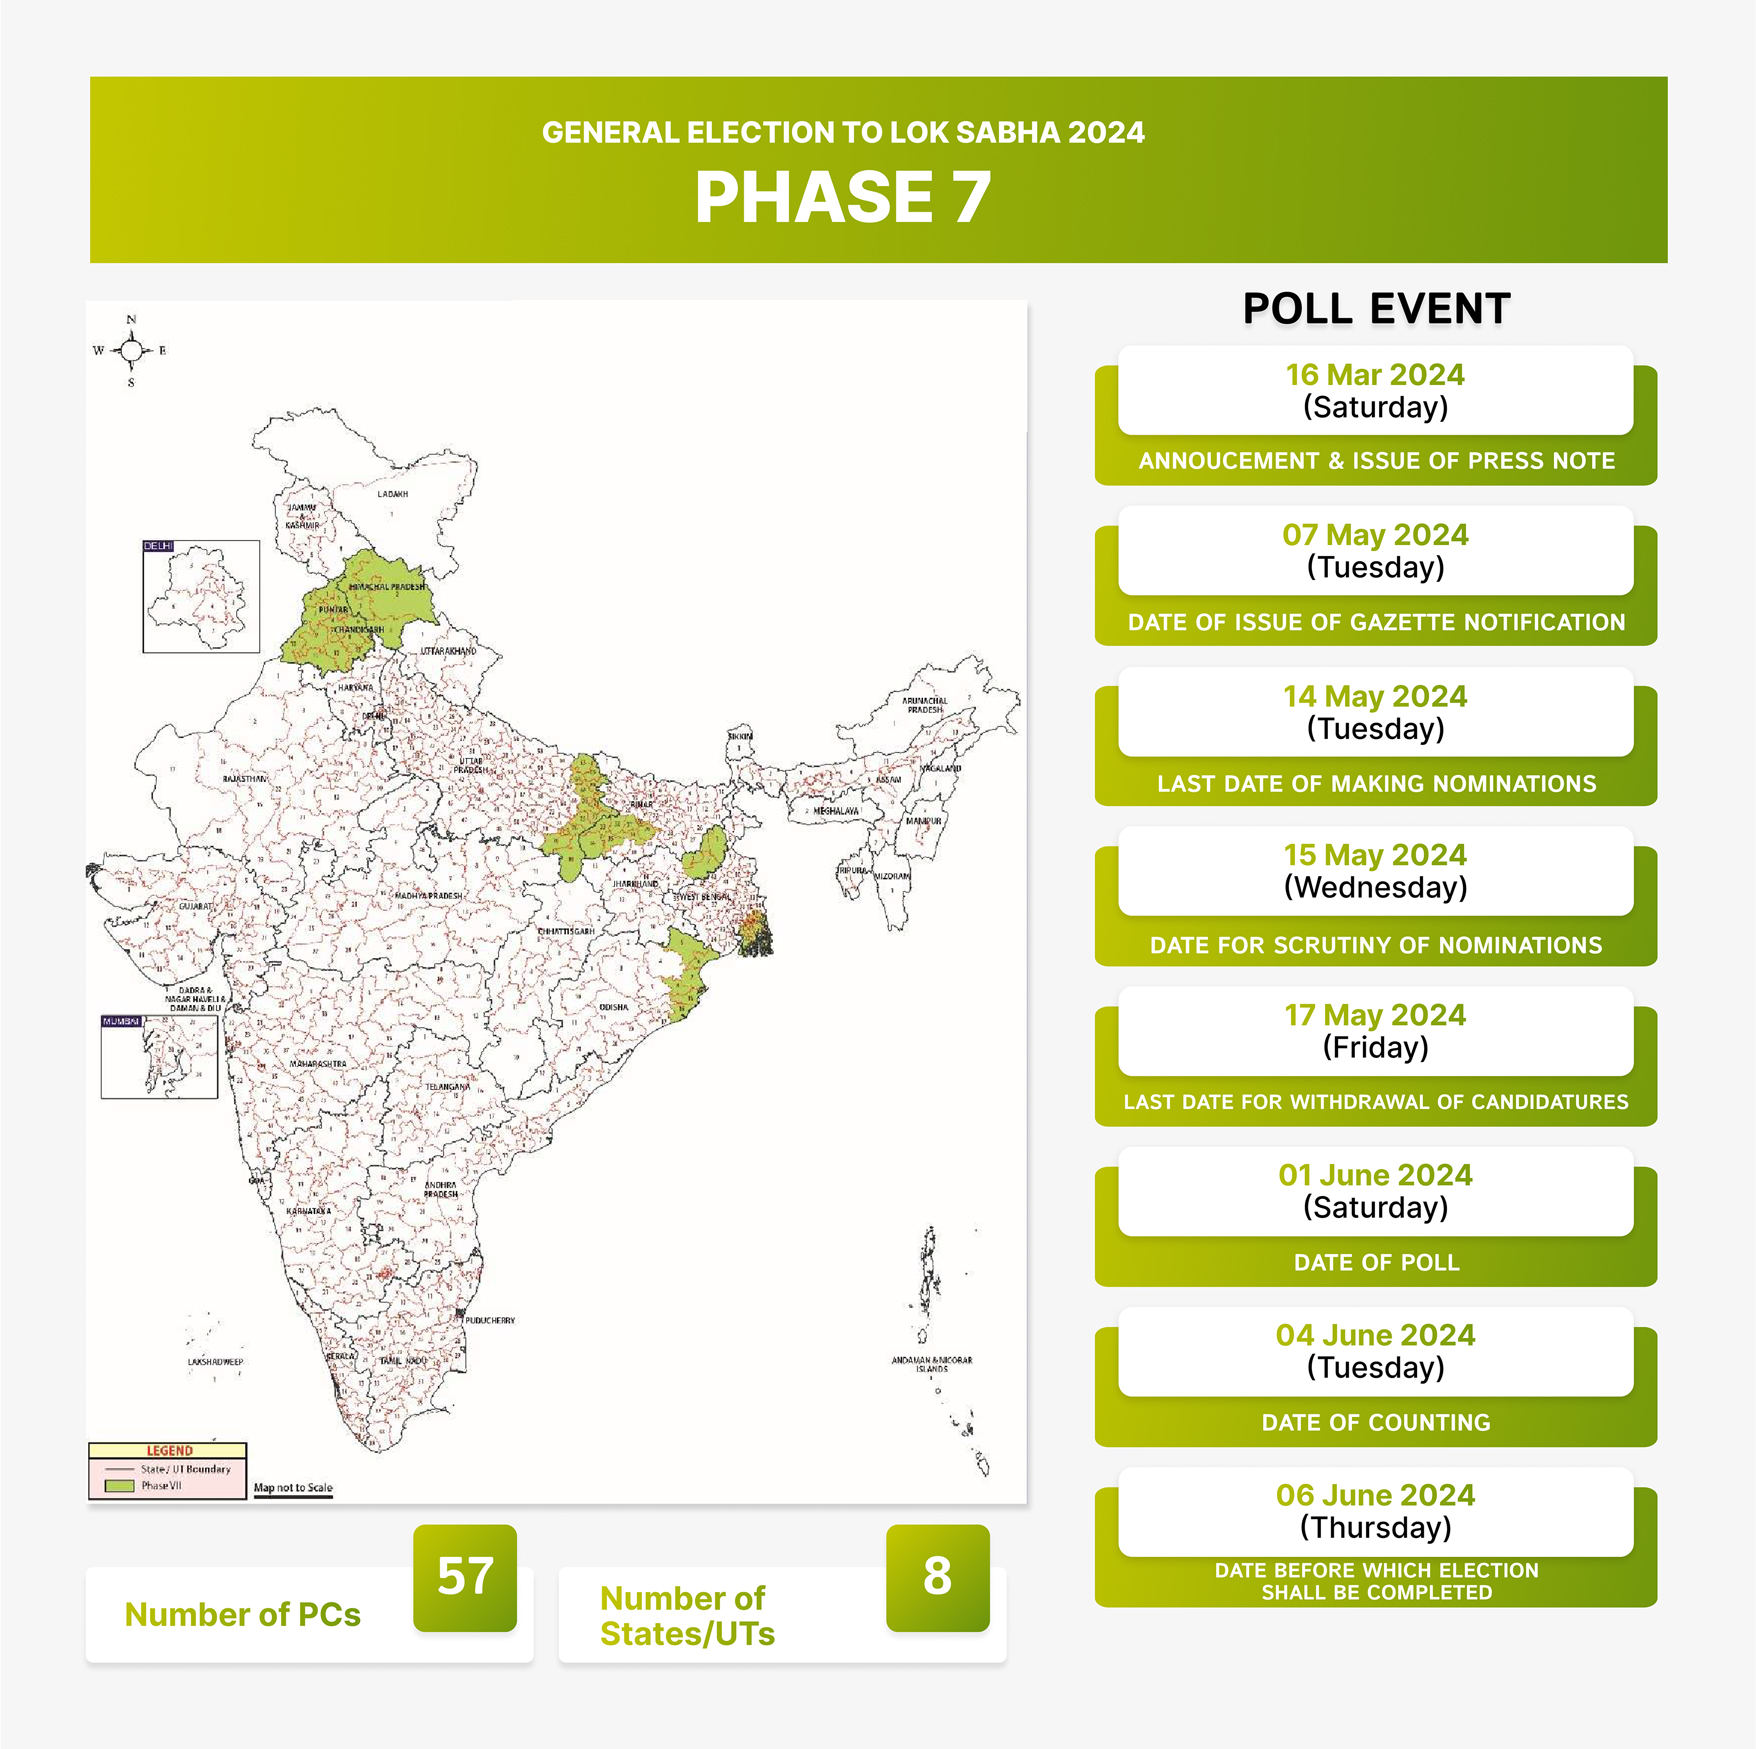 GENERAL ELECTION TO LOK SABHA 2024
PHASE 7
N
W E
S
LADAKH
JAMMU
&
KASHMIR
DELHI
HIMACHAL PRADESH
PUNJAB
CHANDIGARH
UTTARAKHAND
HARYANA
DELHI
ARUNACHAL
PRADESH
SIKKIM
UTTAR
PRADESH
RAJASTHAN
ASSAM
NAGALAND
BIHAR
MEGHALAYA
MANIPUR
TRIPURA
MIZORAM
JHARKHAND
MADHYA PRADESH
WEST BENGAL
GUJARAT
CHHATTISGARH
DADRA &
NAGAR HAVELI &
DAMAN & DIU
ODISHA
MUMBAI
MAHARASHTRA
TELANGANA
GOA
ANDHRA
PRADESH
KARNATAKA
PUDUCHERRY
LAKSHADWEEP
KERALA
TAMIL NADU
ANDAMAN & NICOBAR
ISLANDS
LEGEND
State / UT Boundary
Phase VII
Map not to Scale
Number of PCs
57
Number of
States/UTs
8
POLL EVENT
16 Mar 2024
(Saturday)
ANNOUCEMENT & ISSUE OF PRESS NOTE
07 May 2024
(Tuesday)
DATE OF ISSUE OF GAZETTE NOTIFICATION
14 May 2024
(Tuesday)
LAST DATE OF MAKING NOMINATIONS
15 May 2024
(Wednesday)
DATE FOR SCRUTINY OF NOMINATIONS
17 May 2024
(Friday)
LAST DATE FOR WITHDRAWAL OF CANDIDATURES
01 June 2024
(Saturday)
DATE OF POLL
04 June 2024
(Tuesday)
DATE OF COUNTING
06 June 2024
(Thursday)
DATE BEFORE WHICH ELECTION
SHALL BE COMPLETED